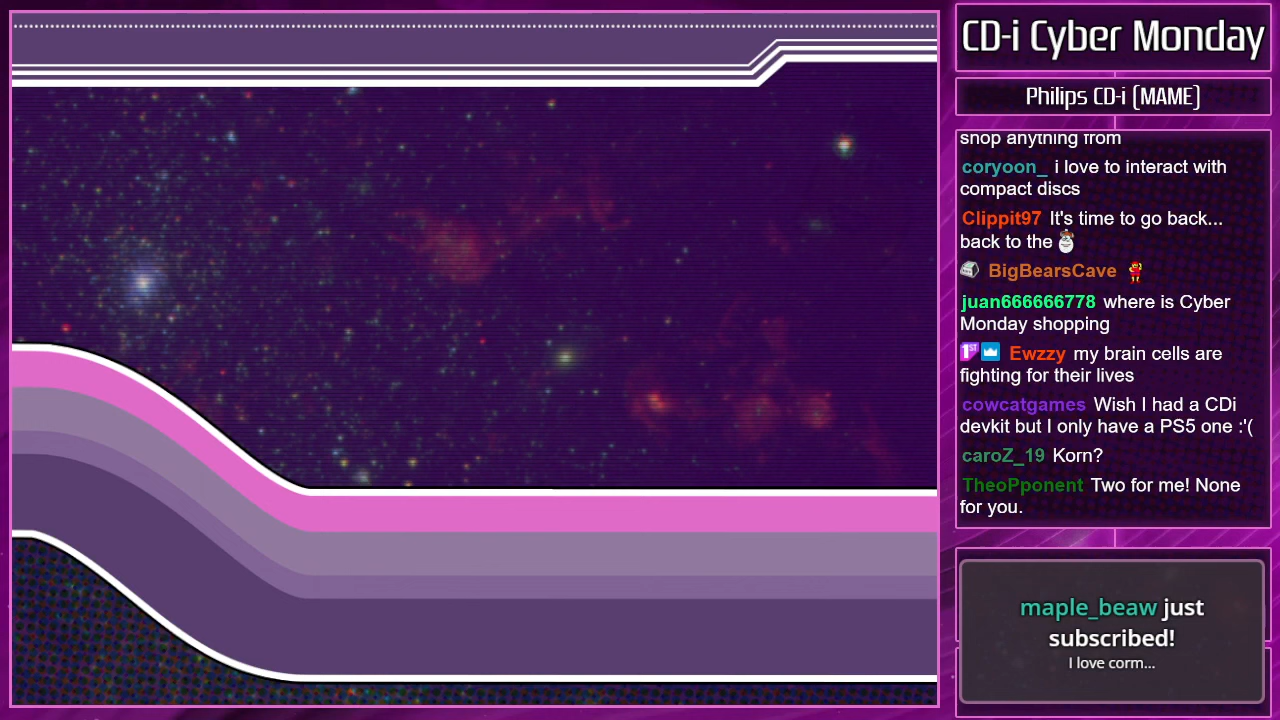 CD-i Cyber Monday
Philips CD-i [MAME]
shop anything from
coryoon_ i love to interact with
compact discs
Clippit97 It's time to go back...
back to the
BigBearsCave
juan666666778 where is Cyber
Monday shopping
1ST Ewzzy my brain cells are
fighting for their lives
cowcatgames Wish I had a CDi
devkit but I only have a PS5 one :'(
caroZ_19 Korn?
TheoPponent Two for me! None
for you.
maple_beaw just
subscribed!
I love corm...